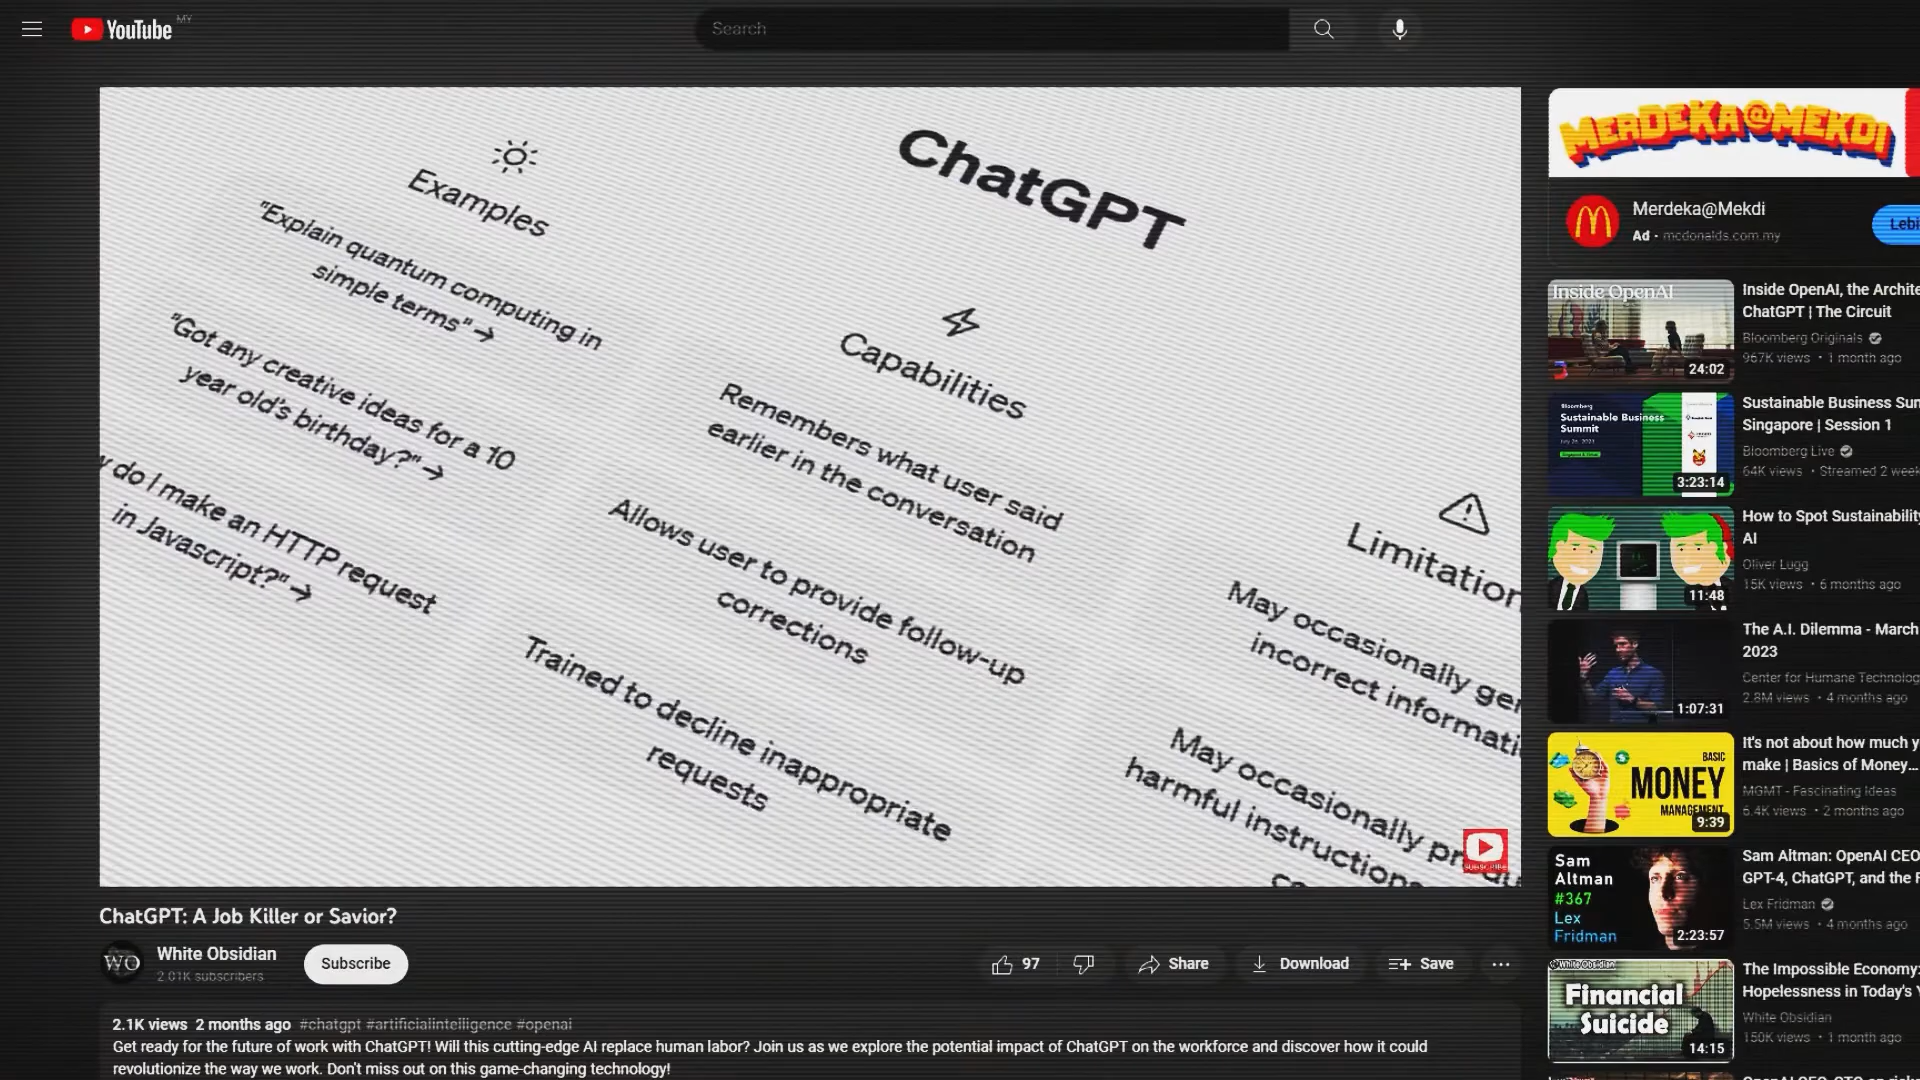 YouTube MY
Search
ChatGPT
Examples
"Explain quantum computing in
simple terms" →
"Got any creative ideas for a 10
year old's birthday?" →
do I make an HTTP request
in Javascript?" →
Capabilities
Remembers what user said
earlier in the conversation
Allows user to provide follow-up
corrections
Trained to decline inappropriate
requests
Limitation
May occasionally
incorrect
May occasionally
harmful instructions
SUBSCRIBE
ChatGPT: A Job Killer or Savior?
WO
White Obsidian
2.01K subscribers
Subscribe
97
Share
Download
Save
2.1K views 2 months ago #chatgpt #artificialintelligence #openai
Get ready for the future of work with ChatGPT! Will this cutting-edge AI replace human labor? Join us as we explore the potential impact of ChatGPT on the workforce and discover how it could
revolutionize the way we work. Don't miss out on this game-changing technology!
MERDEKA@MEKDI
Merdeka@Mekdi
Ad • mcdonalds.com.my
Inside OpenAI
24:02
Inside OpenAI, the
ChatGPT | The Circuit
Bloomberg Originals
967K views • 1 month ago
Bloomberg
Sustainable Business
Summit
3:23:14
Sustainable Business
Singapore | Session 1
Bloomberg Live
64K views • Streamed 2
11:48
How to Spot
AI
Oliver Lugg
15K views • 6 months ago
1:07:31
The A.I. Dilemma - March
2023
Center for Humane
2.8M views • 4 months ago
BASIC
MONEY
MANAGEMENT
9:39
It's not about how much
make | Basics of Money...
MGMT - Fascinating Ideas
6.4K views • 2 months ago
Sam
Altman
#367
Lex
Fridman
2:23:57
Sam Altman: OpenAI CEO
GPT-4, ChatGPT, and the
Lex Fridman
5.5M views • 4 months ago
@White Obsidian
Financial
Suicide
14:15
The Impossible Economy:
Hopelessness in Today's
White Obsidian
150K views • 1 month ago